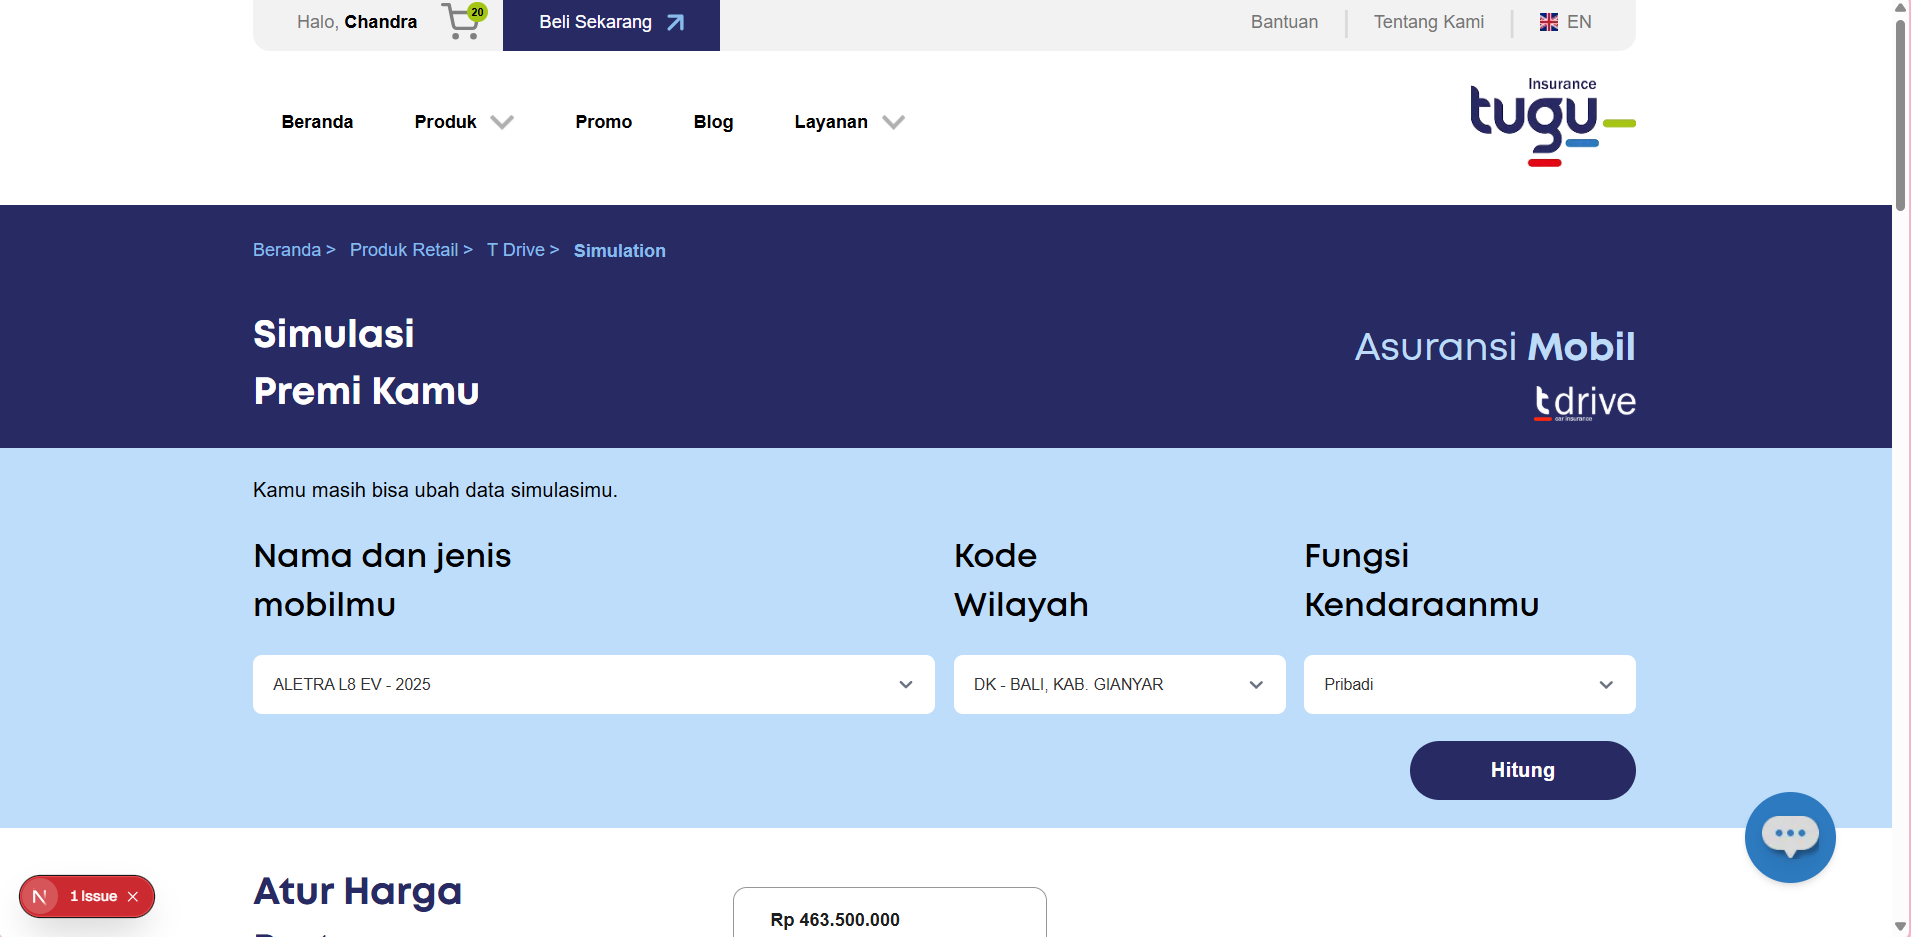 Halo, Chandra
20
Beli Sekarang
Bantuan
Tentang Kami
EN
Beranda
Produk
Promo
Blog
Layanan
Insurance
tugu
Beranda > Produk Retail > T Drive > Simulation
Simulasi
Premi Kamu
Asuransi Mobil
t drive
car insurance
Kamu masih bisa ubah data simulasimu.
Nama dan jenis
mobilmu
Kode
Wilayah
Fungsi
Kendaraanmu
ALETRA L8 EV - 2025
DK - BALI, KAB. GIANYAR
Pribadi
Hitung
Atur Harga
Rp 463.500.000
N 1 Issue